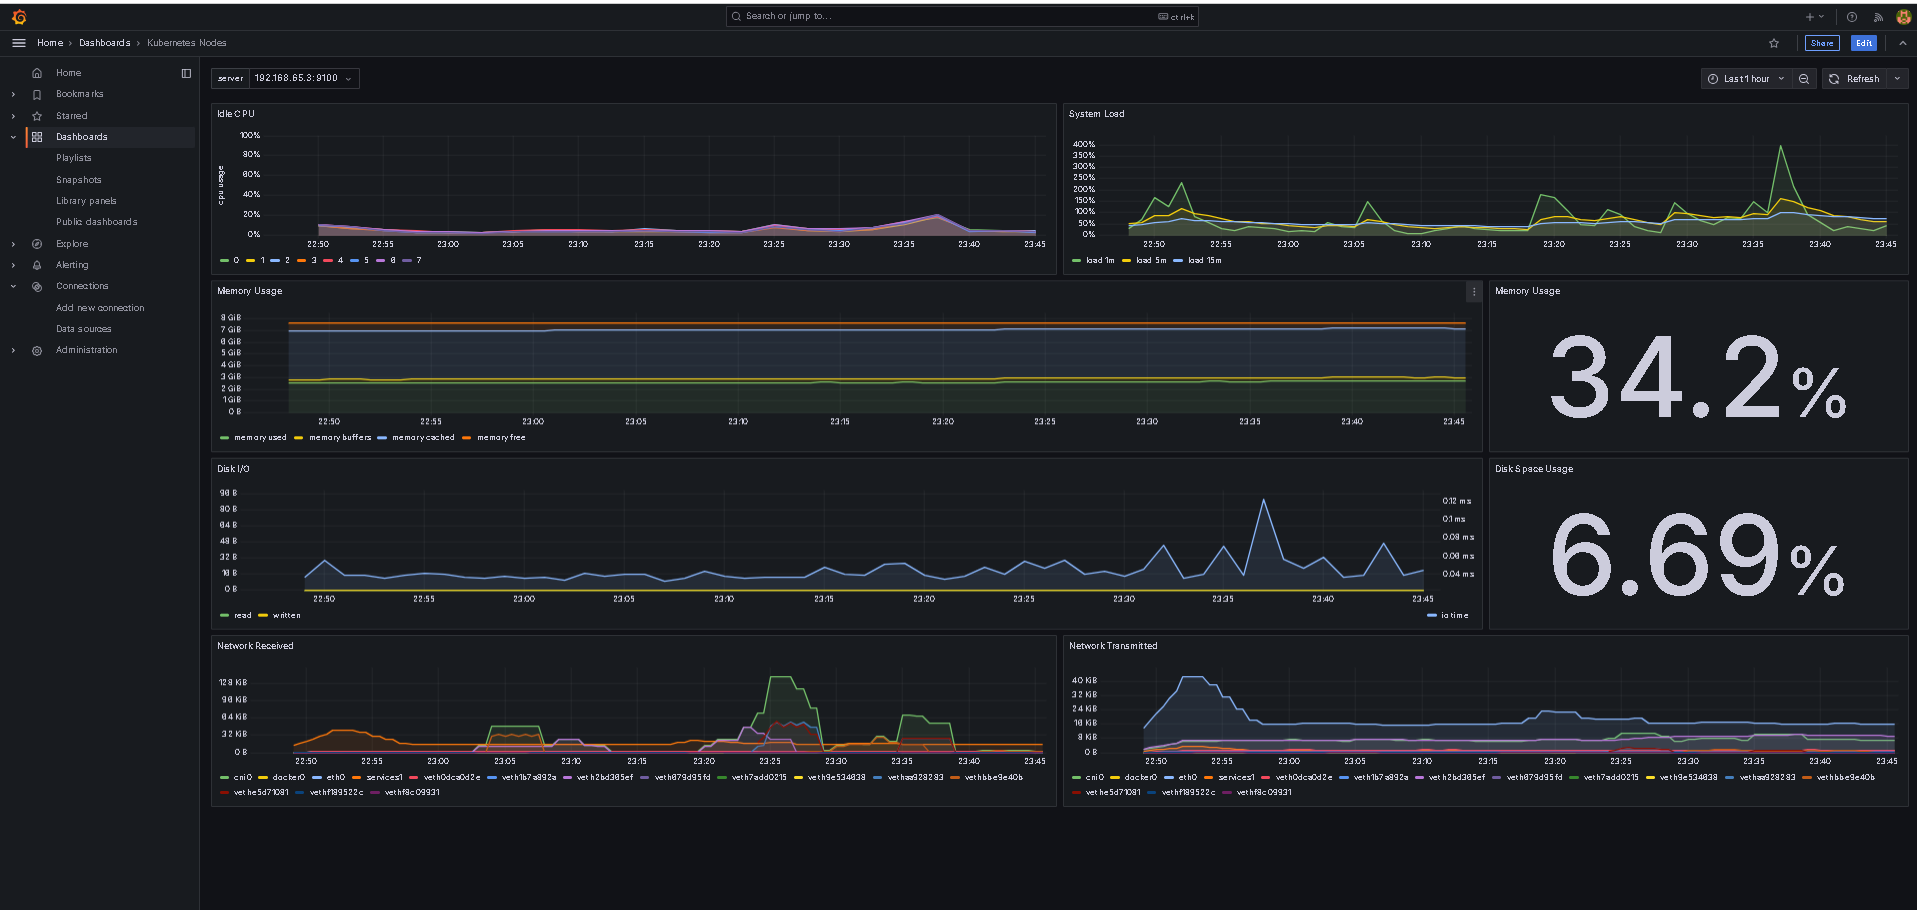 Search or jump to...
ctrl+k
Home › Dashboards › Kubernetes Nodes
Share
Edit
Home
Bookmarks
Starred
Dashboards
Playlists
Snapshots
Library panels
Public dashboards
Explore
Alerting
Connections
Add new connection
Data sources
Administration
server 192.168.65.3:9100
Last 1 hour
Refresh
Idle CPU
cpu usage
100%
80%
60%
40%
20%
0%
22:50 22:55 23:00 23:05 23:10 23:15 23:20 23:25 23:30 23:35 23:40 23:45
0 1 2 3 4 5 6 7
System Load
400%
350%
300%
250%
200%
150%
100%
50%
0%
22:50 22:55 23:00 23:05 23:10 23:15 23:20 23:25 23:30 23:35 23:40 23:45
load 1m load 5m load 15m
Memory Usage
8 GiB
7 GiB
6 GiB
5 GiB
4 GiB
3 GiB
2 GiB
1 GiB
0 B
22:50 22:55 23:00 23:05 23:10 23:15 23:20 23:25 23:30 23:35 23:40 23:45
memory used memory buffers memory cached memory free
Memory Usage
34.2%
Disk I/O
96 B
80 B
64 B
48 B
32 B
16 B
0 B
0.12 ms
0.1 ms
0.08 ms
0.06 ms
0.04 ms
22:50 22:55 23:00 23:05 23:10 23:15 23:20 23:25 23:30 23:35 23:40 23:45
read written
io time
Disk Space Usage
6.69%
Network Received
128 KiB
96 KiB
64 KiB
32 KiB
0 B
22:50 22:55 23:00 23:05 23:10 23:15 23:20 23:25 23:30 23:35 23:40 23:45
cni0 docker0 eth0 services1 veth0dca0d2e veth1b7a892a veth2bd365ef veth679d95fd veth7add0215 veth9e534638 vethaa928283 vethbbe9e40b
vethe5d71081 vethf189522c vethf8c09931
Network Transmitted
40 KiB
32 KiB
24 KiB
16 KiB
8 KiB
0 B
22:50 22:55 23:00 23:05 23:10 23:15 23:20 23:25 23:30 23:35 23:40 23:45
cni0 docker0 eth0 services1 veth0dca0d2e veth1b7a892a veth2bd365ef veth679d95fd veth7add0215 veth9e534638 vethaa928283 vethbbe9e40b
vethe5d71081 vethf189522c vethf8c09931